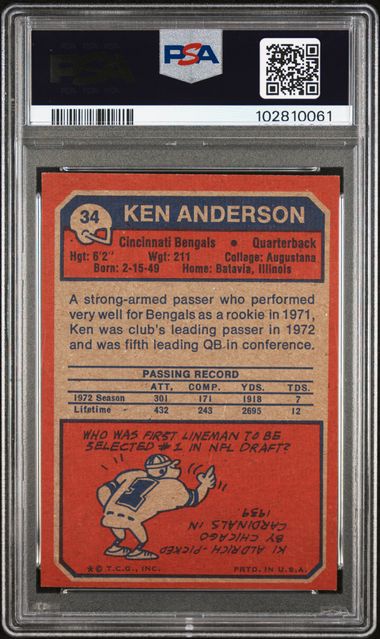 PSA
PSA
102810061
34
KEN ANDERSON
Cincinnati Bengals • Quarterback
Hgt: 6'2" Wgt: 211 Collage: Augustana
Born: 2-15-49 Home: Batavia, Illinois
A strong-armed passer who performed
very well for Bengals as a rookie in 1971,
Ken was club's leading passer in 1972
and was fifth leading QB in conference.
PASSING RECORD
ATT. COMP. YDS. TDS.
1972 Season 301 171 1918 7
Lifetime 432 243 2695 12
WHO WAS FIRST LINEMAN TO BE
SELECTED #1 IN NFL DRAFT?
1
KI ALDRICH-PICKED
BY CHICAGO
CARDINALS IN
1939.
* © T.C.G., INC. PRTD. IN U.S.A.